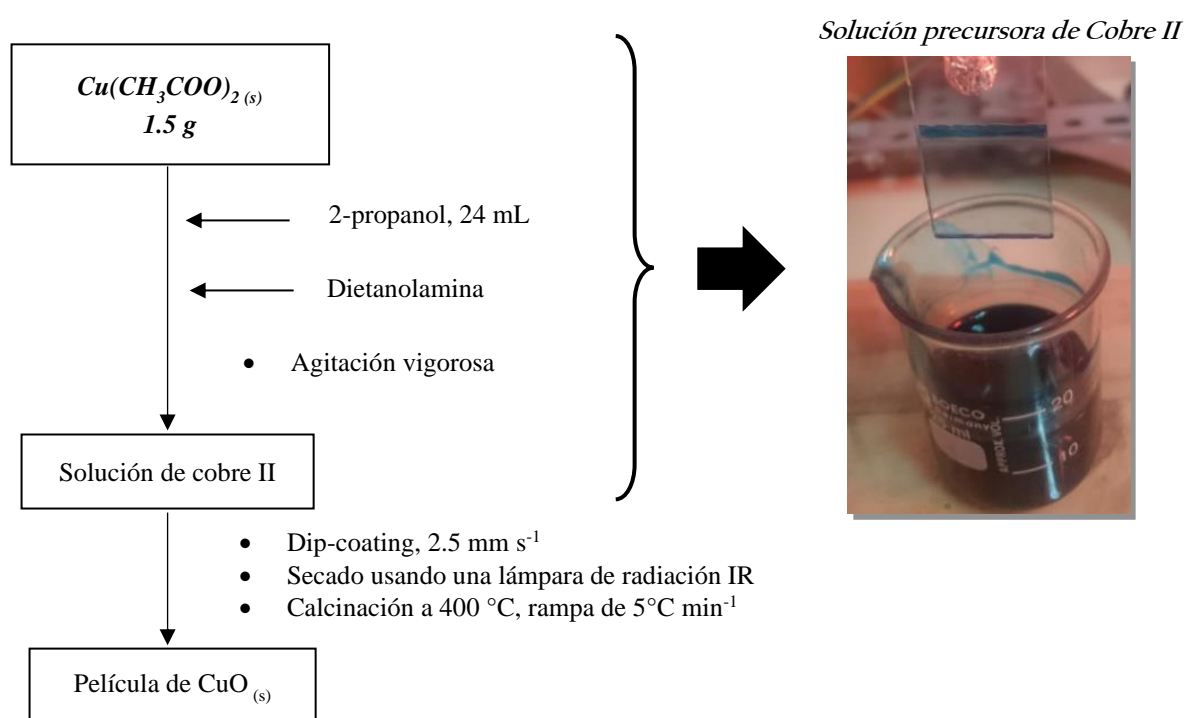 Solución precursora de Cobre II
Cu(CH₃COO)₂ ₍ₛ₎
1.5 g
2-propanol, 24 mL
Dietanolamina
• Agitación vigorosa
Solución de cobre II
• Dip-coating, 2.5 mm s⁻¹
• Secado usando una lámpara de radiación IR
• Calcinación a 400 °C, rampa de 5°C min⁻¹
Película de CuO ₍ₛ₎
20
10
APPROX VOL